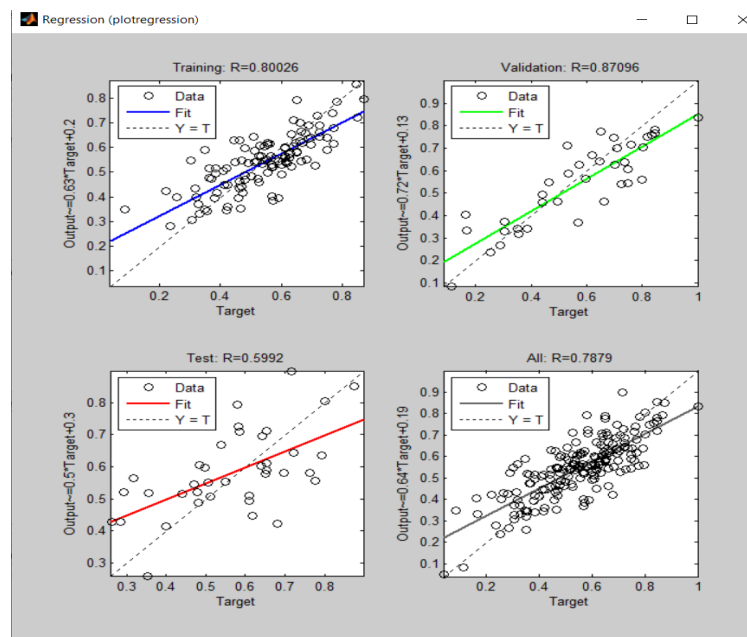 Regression (plotregression)
Training: R=0.80026
Output~=0.63*Target+0.2
Data
Fit
Y = T
0.8
0.7
0.6
0.5
0.4
0.3
0.2
0.1
0.2 0.4 0.6 0.8
Target
Validation: R=0.87096
Output~=0.72*Target+0.13
Data
Fit
Y = T
0.9
0.8
0.7
0.6
0.5
0.4
0.3
0.2
0.1
0.2 0.4 0.6 0.8 1
Target
Test: R=0.5992
Output~=0.5*Target+0.3
Data
Fit
Y = T
0.8
0.7
0.6
0.5
0.4
0.3
0.3 0.4 0.5 0.6 0.7 0.8
Target
All: R=0.7879
Output~=0.64*Target+0.19
Data
Fit
Y = T
0.9
0.8
0.7
0.6
0.5
0.4
0.3
0.2
0.1
0.2 0.4 0.6 0.8 1
Target